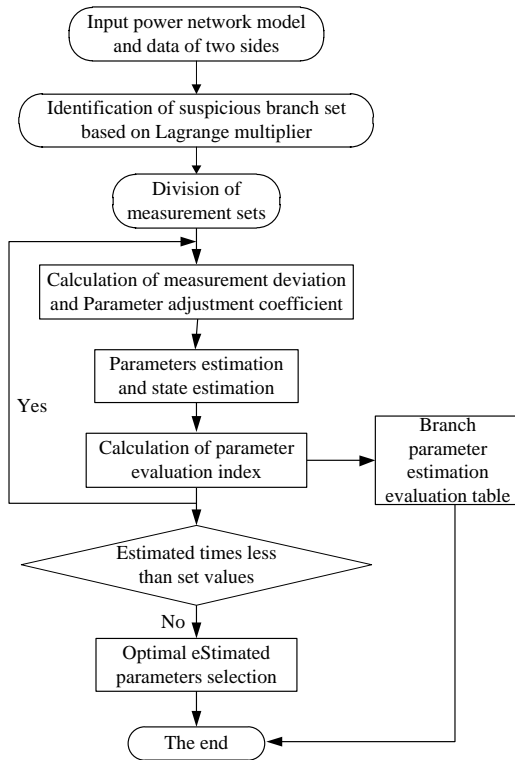 Input power network model
and data of two sides
Identification of suspicious branch set
based on Lagrange multiplier
Division of
measurement sets
Calculation of measurement deviation
and Parameter adjustment coefficient
Parameters estimation
and state estimation
Yes
Calculation of parameter
evaluation index
Branch
parameter
estimation
evaluation table
Estimated times less
than set values
No
Optimal eStimated
parameters selection
The end